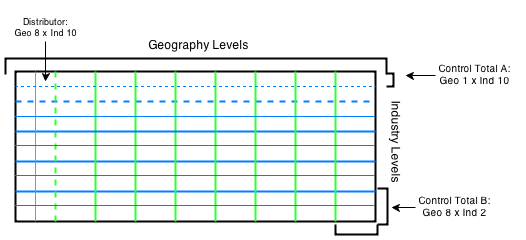 Distributor:
Geo 8 x Ind 10
Geography Levels
Control Total A:
Geo 1 x Ind 10
Industry Levels
Control Total B:
Geo 8 x Ind 2